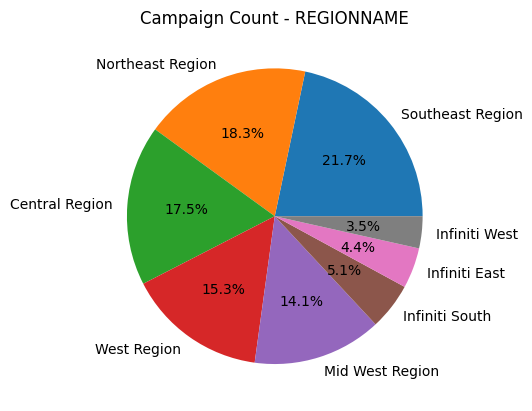 Campaign Count - REGIONNAME
Northeast Region
Southeast Region
18.3%
21.7%
Central Region
17.5%
3.5%
Infiniti West
4.4%
Infiniti East
5.1%
15.3%
14.1%
Infiniti South
West Region
Mid West Region